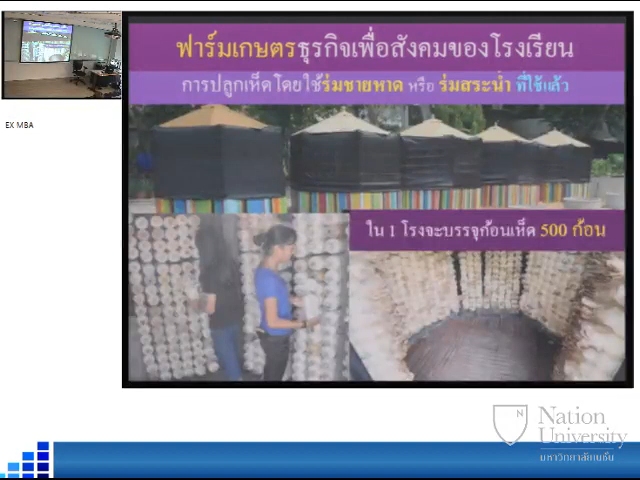 ฟาร์มเกษตรธุรกิจเพื่อสังคมของโรงเรียน
การปลูกเห็ดโดยใช้ร่มชายหาด หรือ ร่มสระน้ำ ที่ใช้แล้ว
EX MBA
ใน 1 โรงจะบรรจุก้อนเห็ด 500 ก้อน
N
Nation
University
มหาวิทยาลัยเนชั่น